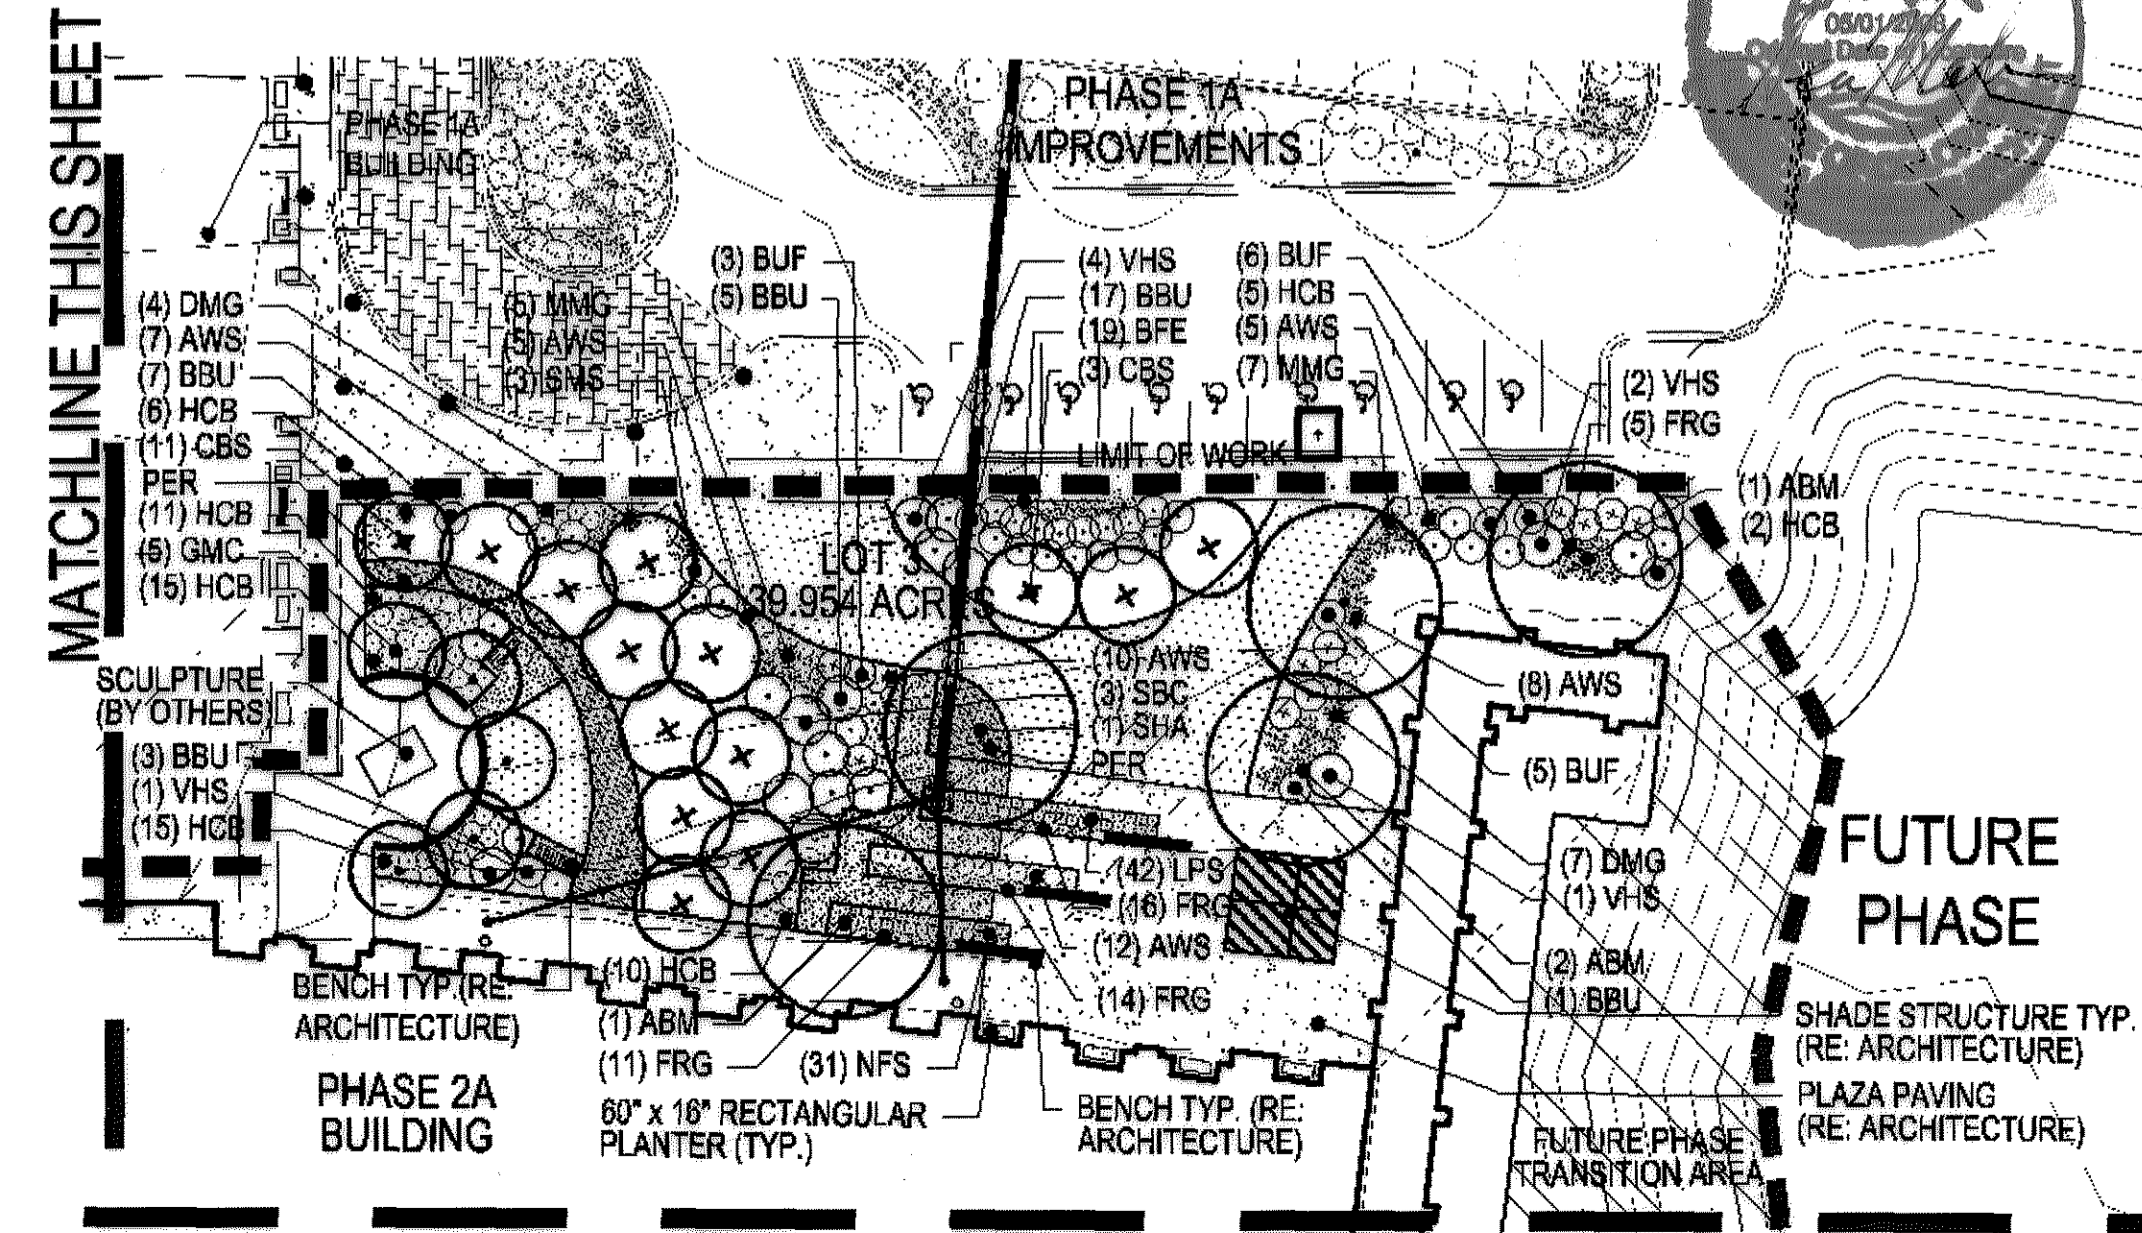 MATCHLINE THIS SHEET
05/01/2
PHASE 1A
BUILDING
PHASE 1A
IMPROVEMENTS
(3) BUF
(5) BBU
(4) VHS
(17) BBU
(19) BFE
(3) CBS
(6) BUF
(5) HCB
(5) AWS
(7) MMG
(4) DMG
(7) AWS
(7) BBU
(6) HCB
(11) CBS
PER
(11) HCB
(5) GMC
(15) HCB
(5) MMG
(5) AWS
(3) SMS
(2) VHS
(5) FRG
LIMIT OF WORK
(1) ABM
(2) HCB
LOT 3
39.954 ACRES
SCULPTURE
(BY OTHERS)
(3) BBU
(1) VHS
(15) HCB
(10) AWS
(3) SBC
(1) SHA
PER
(8) AWS
(5) BUF
(42) LPS
(16) FRG
(12) AWS
(14) FRG
(7) DMG
(1) VHS
(2) ABM
(1) BBU
FUTURE
PHASE
BENCH TYP. (RE:
ARCHITECTURE)
(10) HCB
(1) ABM
(11) FRG
(31) NFS
60" x 16" RECTANGULAR
PLANTER (TYP.)
PHASE 2A
BUILDING
BENCH TYP. (RE:
ARCHITECTURE)
SHADE STRUCTURE TYP.
(RE: ARCHITECTURE)
PLAZA PAVING
(RE: ARCHITECTURE)
FUTURE PHASE
TRANSITION AREA